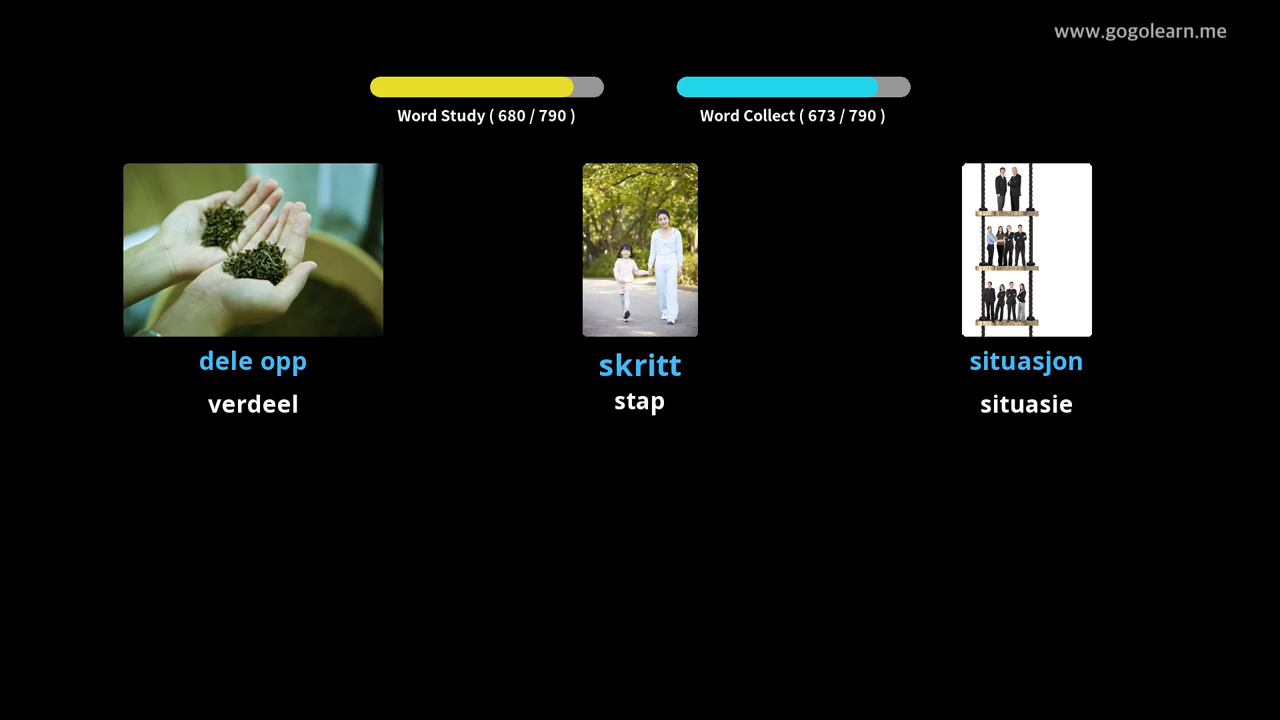 www.gogolearn.me
Word Study ( 680 / 790 )
Word Collect ( 673 / 790 )
dele opp
verdeel
skritt
stap
situasjon
situasie